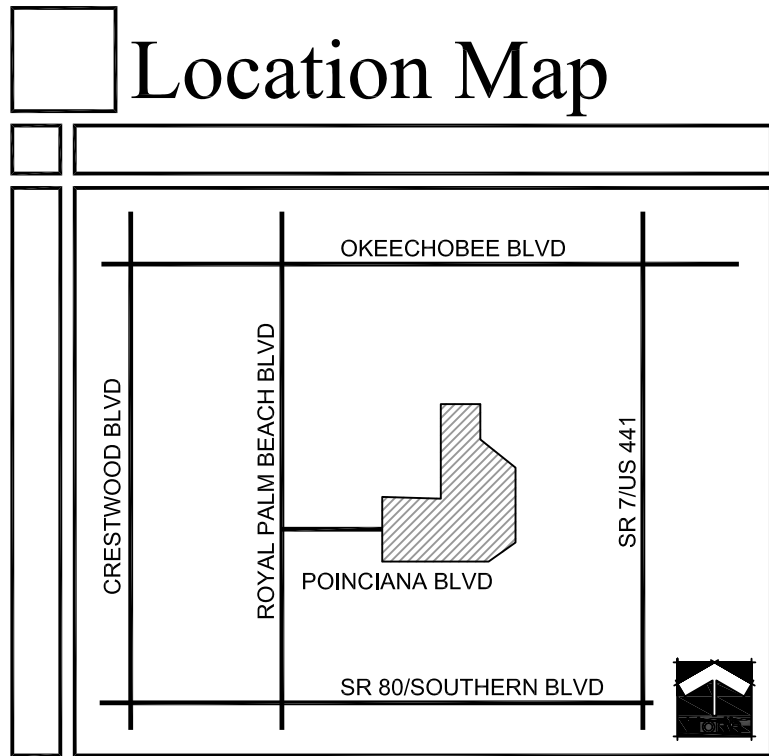 Location Map
OKEECHOBEE BLVD
CRESTWOOD BLVD
ROYAL PALM BEACH BLVD
SR 7/US 441
POINCIANA BLVD
SR 80/SOUTHERN BLVD